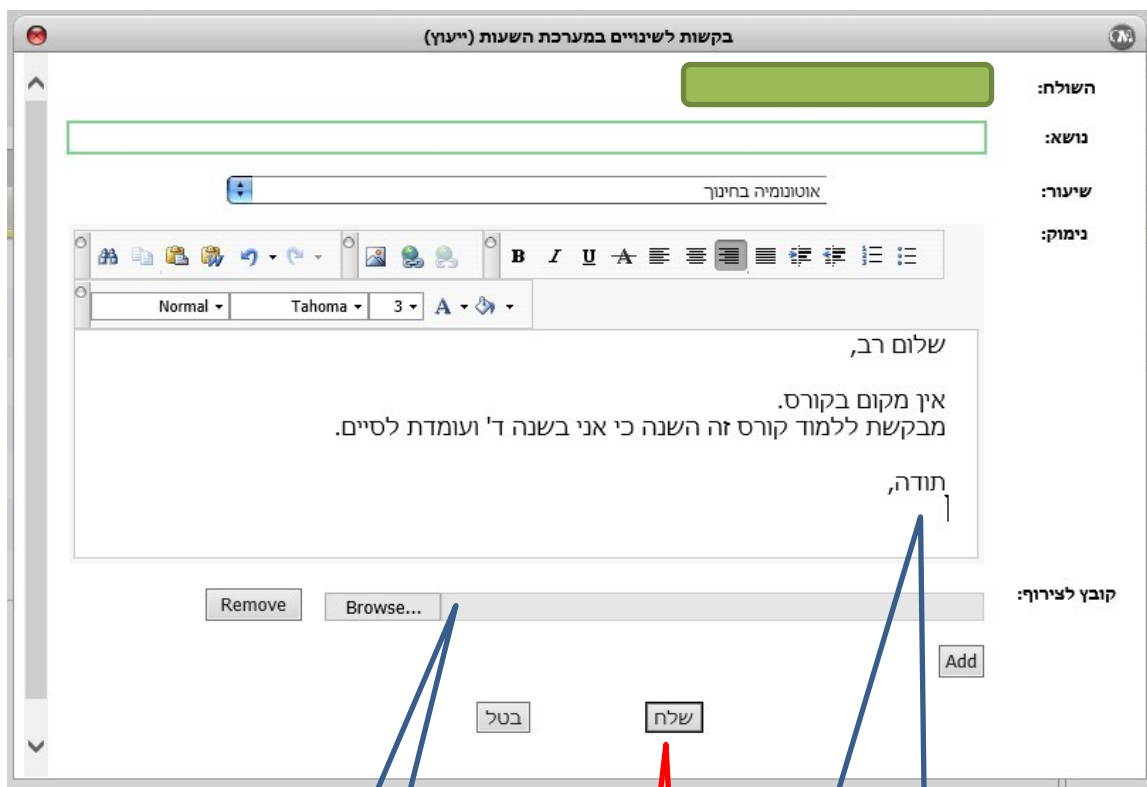 בקשות לשינויים במערכת השעות (ייעוץ)
השולח:
נושא:
שיעור:
אוטונומיה בחינוך
נימוק:
B I U A
Normal Tahoma 3 A
שלום רב,
אין מקום בקורס.
מבקשת ללמוד קורס זה השנה כי אני בשנה ד' ועומדת לסיים.
תודה,
קובץ לצירוף:
Browse...
Remove
Add
שלח
בטל